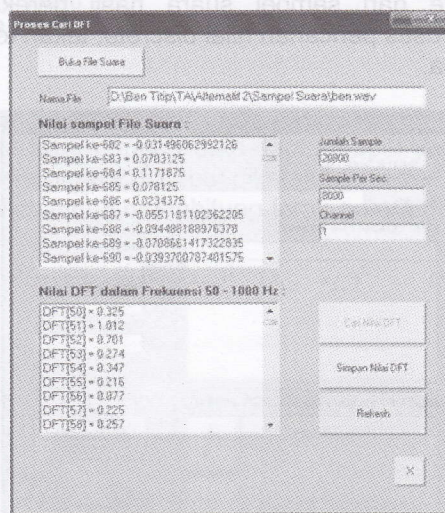 Proses Cari DFT
Buka File Suara
Nama File D:\Ben Titip\TA\Alternatif 2\Sampel Suara\ben.wav
Nilai sampel File Suara :
Sampel ke-682 = -0.031496062992126
Sampel ke-683 = 0.0703125
Sampel ke-684 = 0.1171875
Sampel ke-685 = 0.078125
Sampel ke-686 = 0.0234375
Sampel ke-687 = -0.0551181102362205
Sampel ke-688 = -0.094488188976378
Sampel ke-689 = -0.0708661417322835
Sampel ke-690 = -0.0393700787401575
Jumlah Sample
20800
Sample Per Sec
8000
Channel
1
Nilai DFT dalam Frekuensi 50 - 1000 Hz :
DFT[50] = 0.325
DFT[51] = 1.012
DFT[52] = 0.701
DFT[53] = 0.274
DFT[54] = 0.347
DFT[55] = 0.216
DFT[56] = 0.877
DFT[57] = 0.225
DFT[58] = 0.257
Cari Nilai DFT
Simpan Nilai DFT
Refresh
X